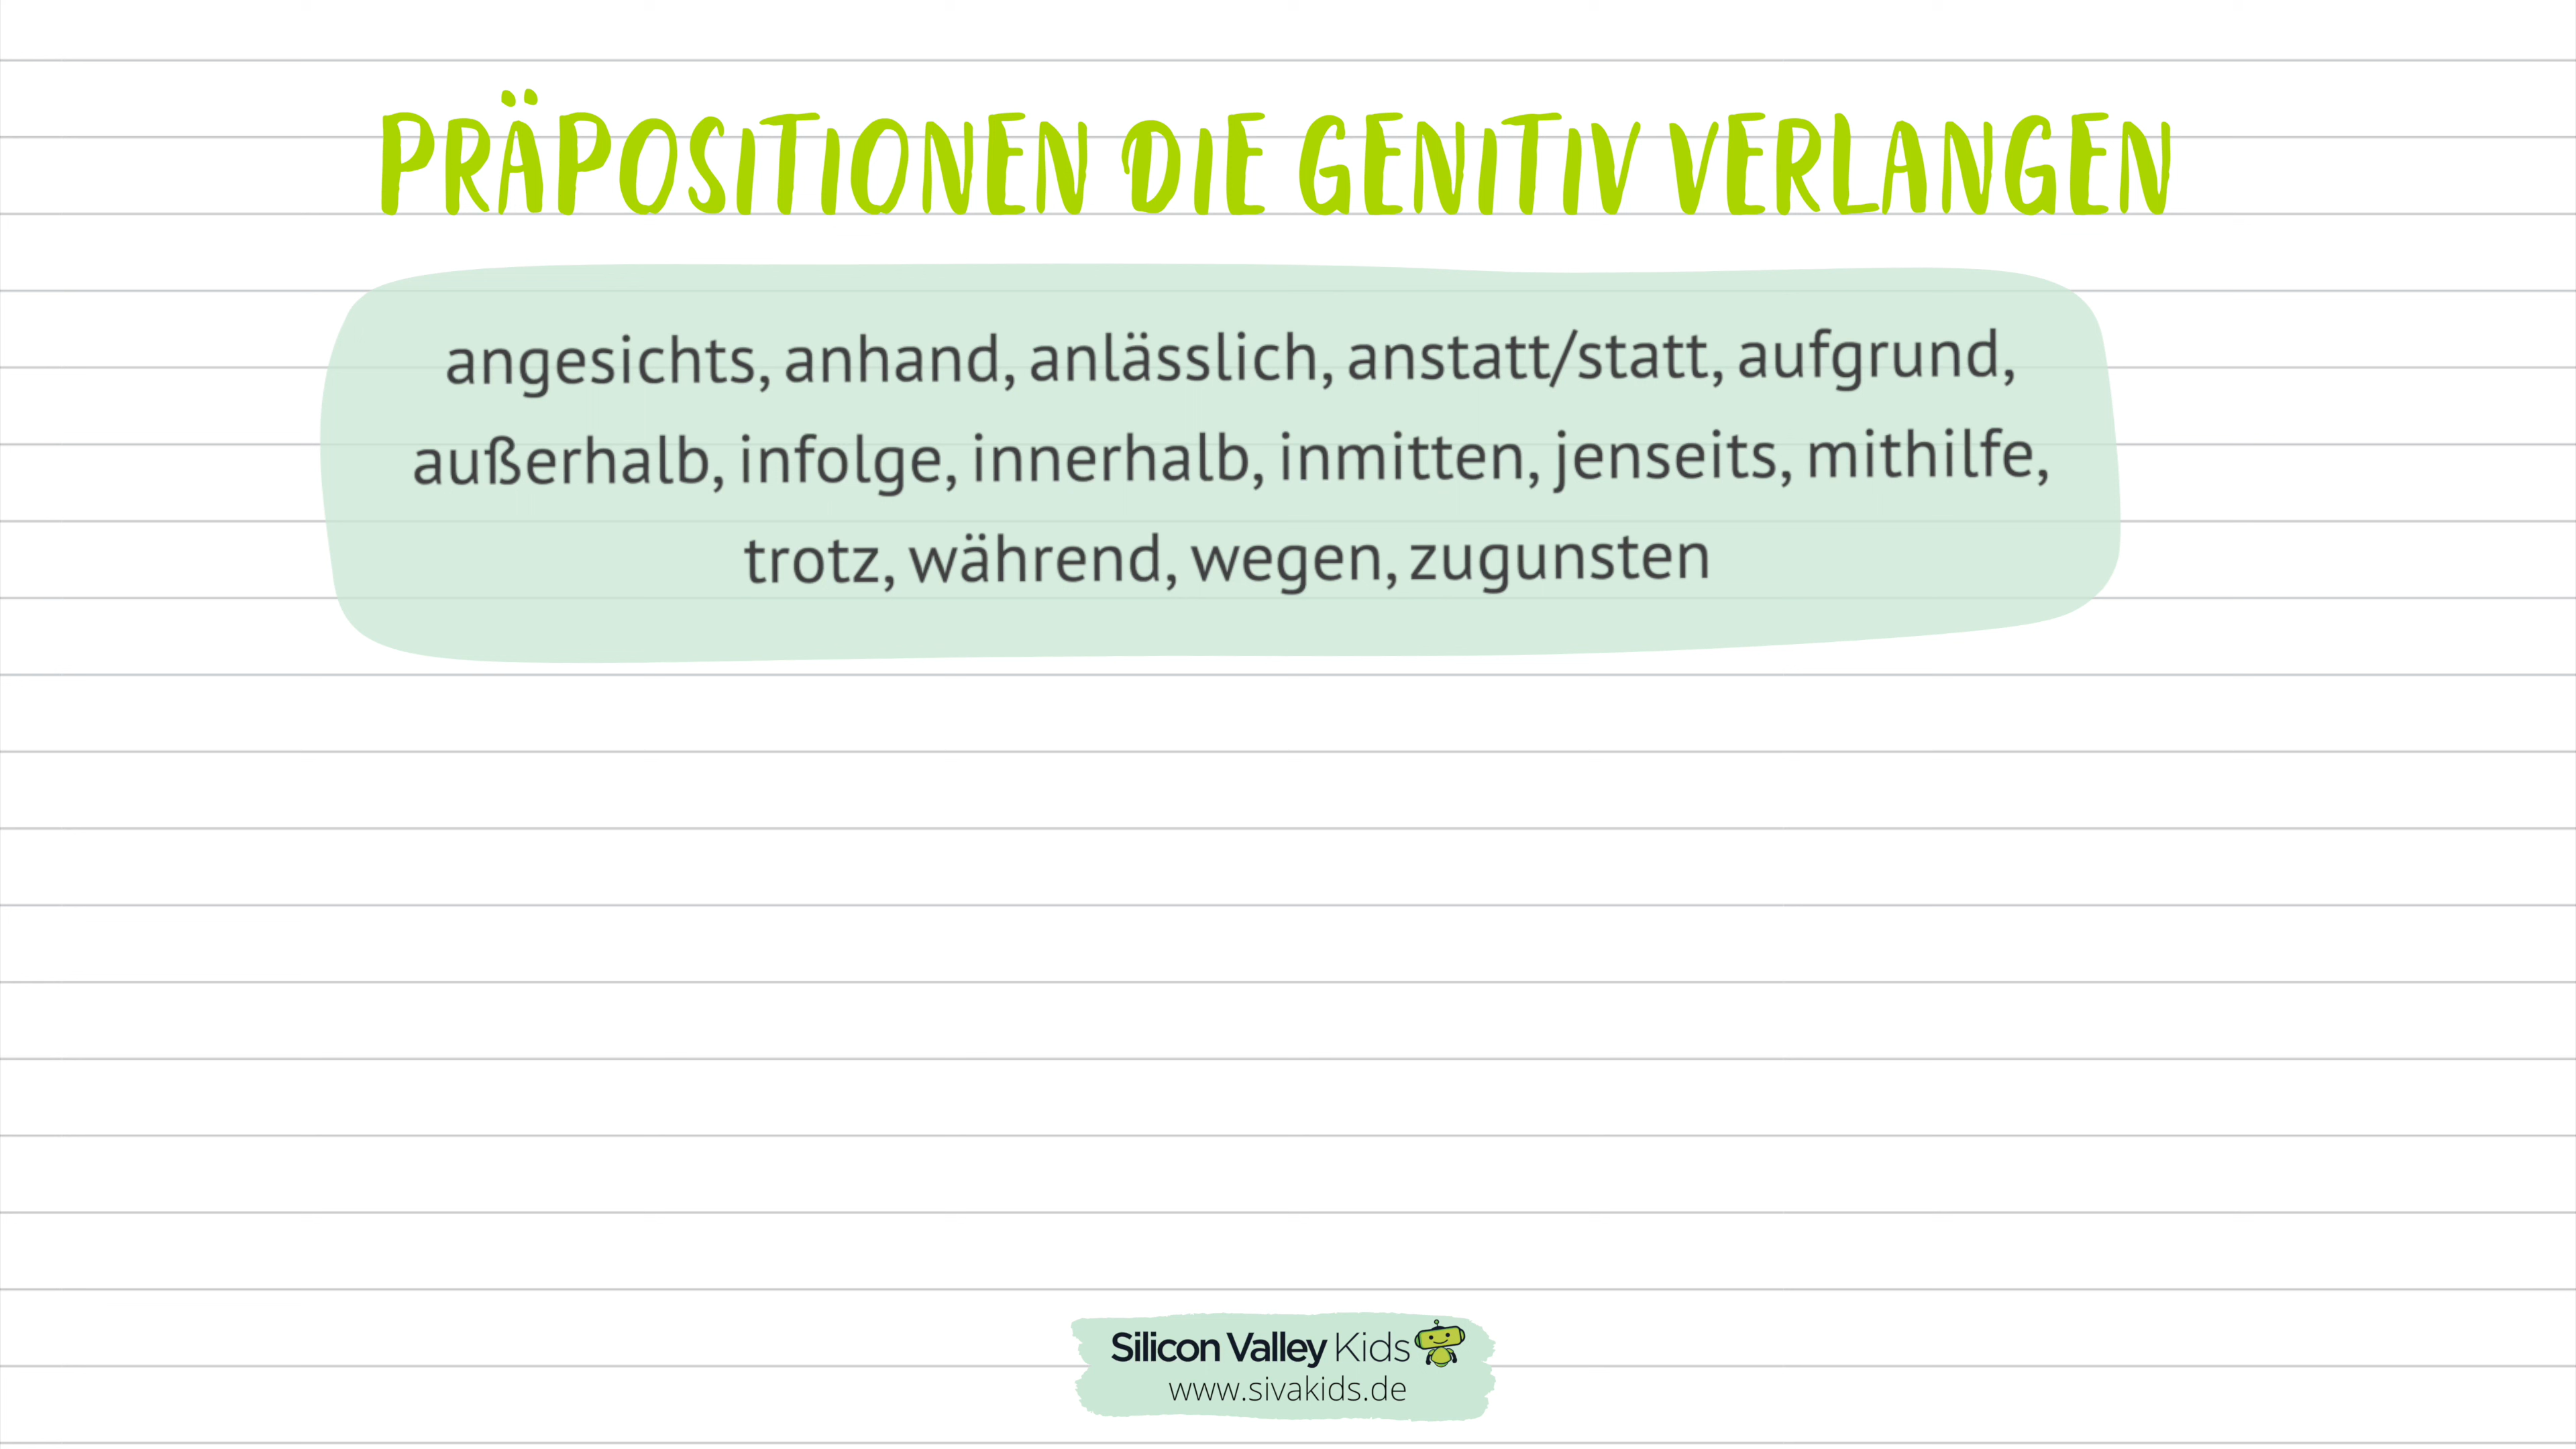 PRÄPOSITIONEN DIE GENITIV VERLANGEN
angesichts, anhand, anlässlich, anstatt/statt, aufgrund,
außerhalb, infolge, innerhalb, inmitten, jenseits, mithilfe,
trotz, während, wegen, zugunsten
Silicon Valley Kids
www.sivakids.de